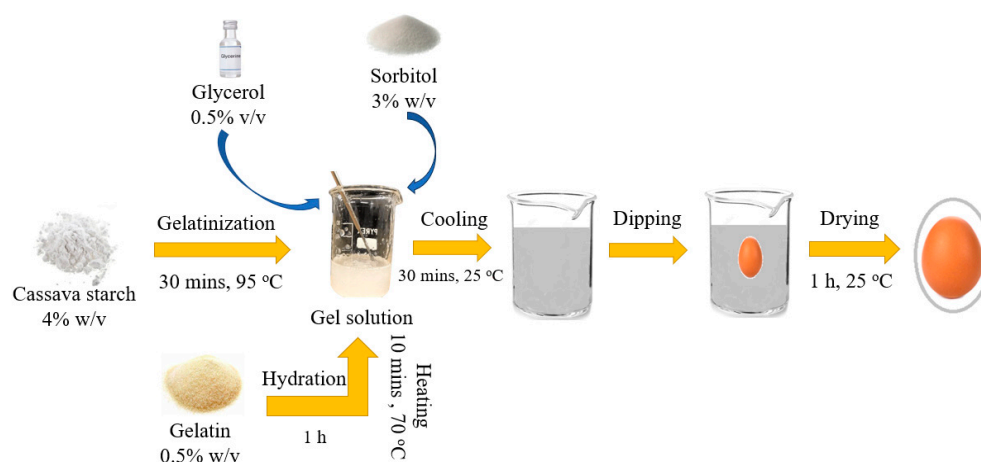 Glycerol
Glycerol
0.5% v/v
Sorbitol
3% w/v
Cassava starch
4% w/v
Gelatinization
30 mins, 95 °C
Gel solution
Cooling
30 mins, 25 °C
Dipping
Drying
1 h, 25 °C
Gelatin
0.5% w/v
Hydration
1 h
Heating
10 mins , 70 °C